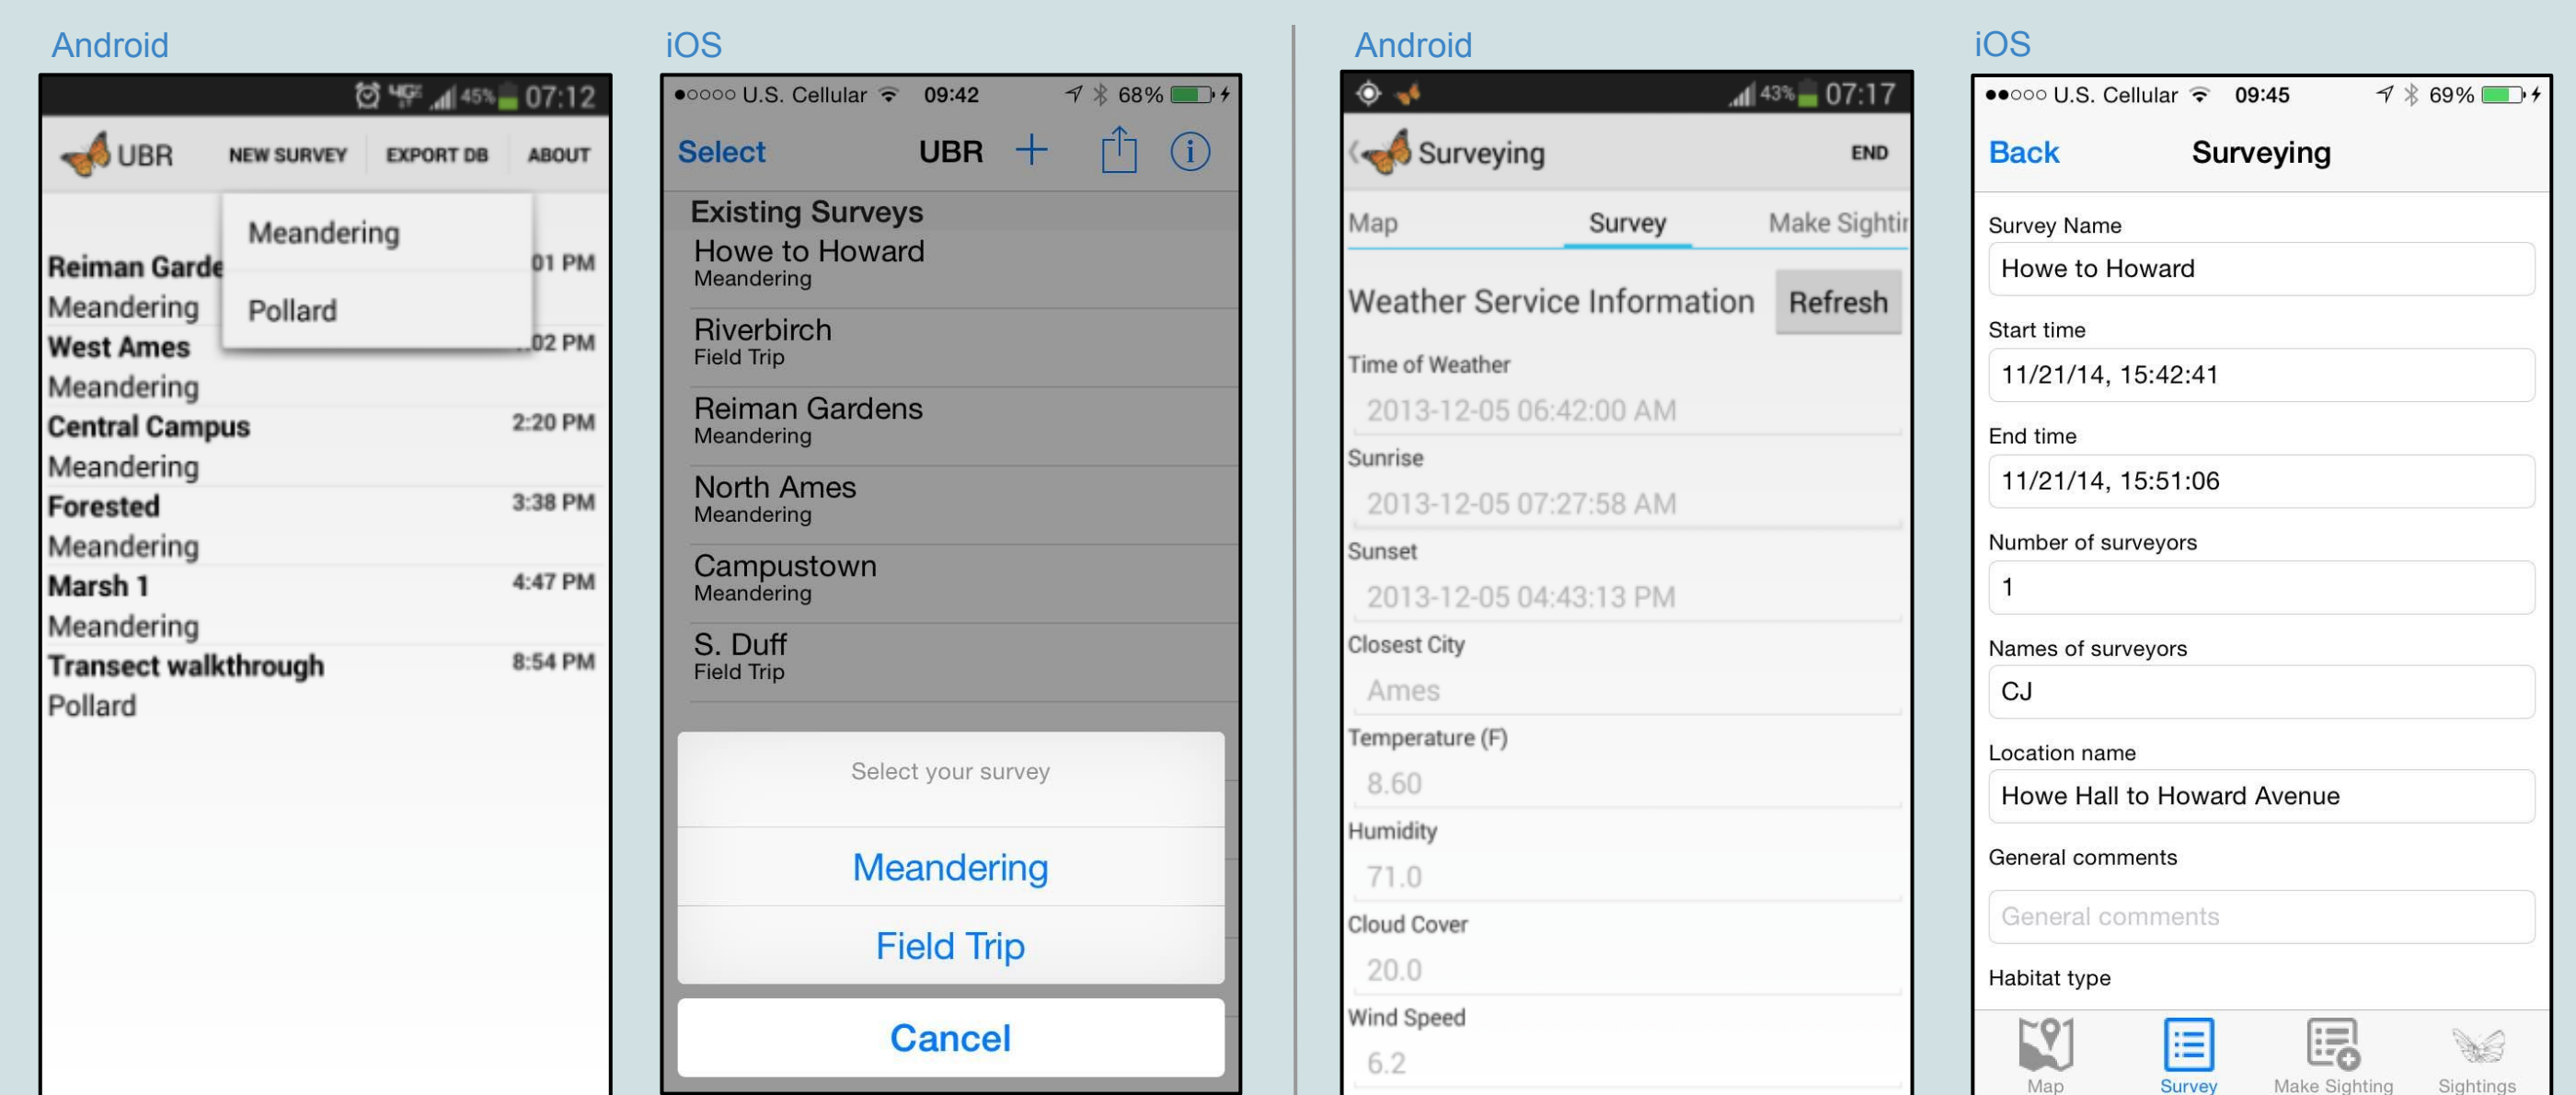 Android
07:12
45%
4G
UBR
NEW SURVEY
EXPORT DB
ABOUT
Meandering
Pollard
Reiman Garde
01 PM
Meandering
West Ames
:02 PM
Meandering
Central Campus
2:20 PM
Meandering
Forested
3:38 PM
Meandering
Marsh 1
4:47 PM
Meandering
Transect walkthrough
8:54 PM
Pollard
iOS
U.S. Cellular
09:42
68%
Select
UBR
Existing Surveys
Howe to Howard
Meandering
Riverbirch
Field Trip
Reiman Gardens
Meandering
North Ames
Meandering
Campustown
Meandering
S. Duff
Field Trip
Select your survey
Meandering
Field Trip
Cancel
Android
43%
07:17
Surveying
END
Map
Survey
Make Sightin
Weather Service Information
Refresh
Time of Weather
2013-12-05 06:42:00 AM
Sunrise
2013-12-05 07:27:58 AM
Sunset
2013-12-05 04:43:13 PM
Closest City
Ames
Temperature (F)
8.60
Humidity
71.0
Cloud Cover
20.0
Wind Speed
6.2
iOS
U.S. Cellular
09:45
69%
Back
Surveying
Survey Name
Howe to Howard
Start time
11/21/14, 15:42:41
End time
11/21/14, 15:51:06
Number of surveyors
1
Names of surveyors
CJ
Location name
Howe Hall to Howard Avenue
General comments
General comments
Habitat type
Map
Survey
Make Sighting
Sightings